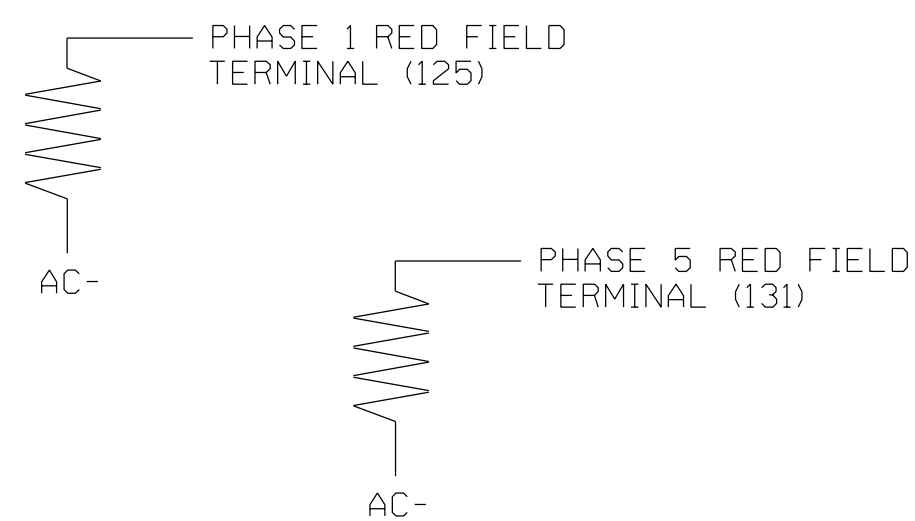 PHASE 1 RED FIELD
TERMINAL (125)
AC-
PHASE 5 RED FIELD
TERMINAL (131)
AC-